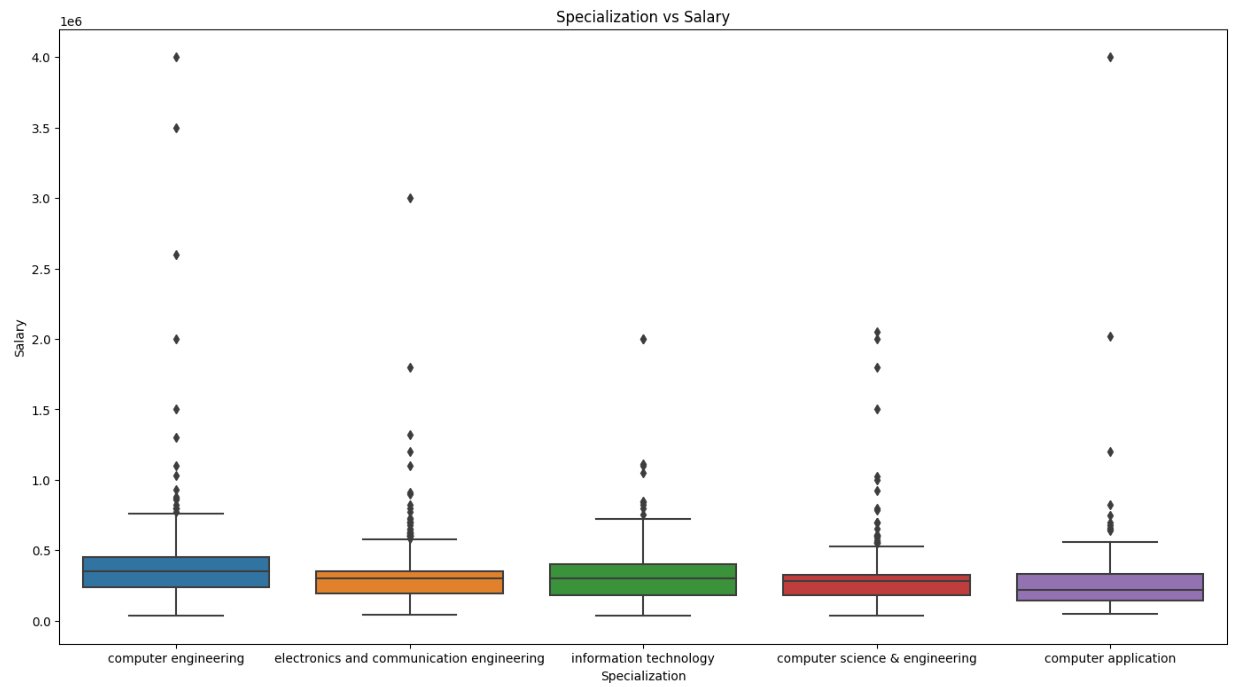 Specialization vs Salary
1e6
4.0
3.5
3.0
2.5
2.0
1.5
1.0
0.5
0.0
Salary
computer engineering
electronics and communication engineering
information technology
computer science & engineering
computer application
Specialization